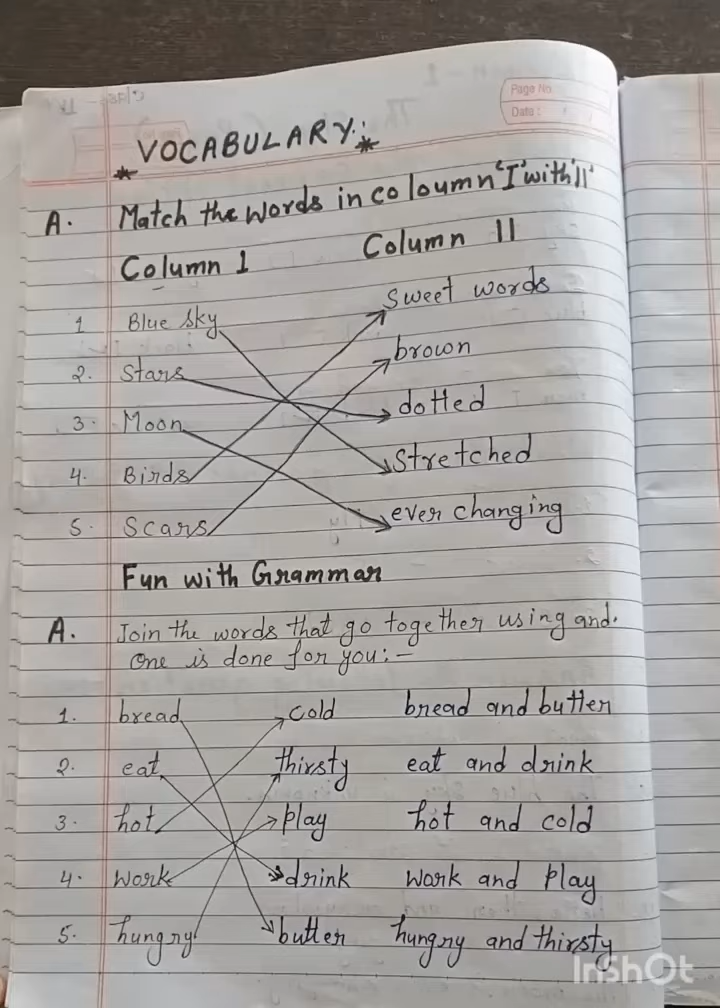 Page No.
Date :
* VOCABULARY: *
A. Match the words in coloumn 'I' with 'II'
Column I Column II
1 Blue sky sweet words
2. Stars brown
3. Moon dotted
4. Birds stretched
5. Scars ever changing
Fun with Grammar
A. Join the words that go together using and.
One is done for you:-
1. bread cold bread and butter
2. eat thirsty eat and drink
3. hot play hot and cold
4. work drink work and play
5. hungry butter hungry and thirsty
InShOt